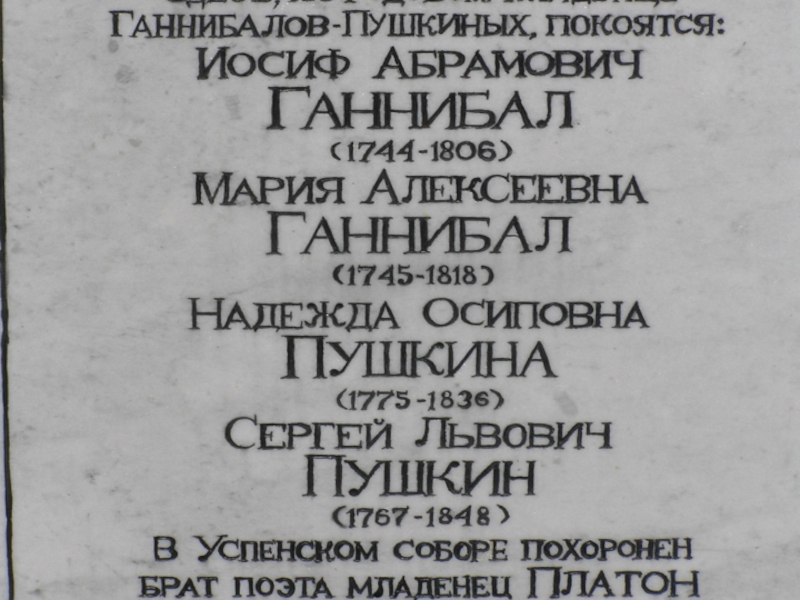 ГАННИБАЛОВ-ПУШКИНЫХ, ПОКОЯТСЯ:
ИОСИФ АБРАМОВИЧ
ГАННИБАЛ
(1744-1806)
МАРИЯ АЛЕКСЕЕВНА
ГАННИБАЛ
(1745-1818)
НАДЕЖДА ОСИПОВНА
ПУШКИНА
(1775-1836)
СЕРГЕЙ ЛЬВОВИЧ
ПУШКИН
(1767-1848)
В УСПЕНСКОМ СОБОРЕ ПОХОРОНЕН
БРАТ ПОЭТА МЛАДЕНЕЦ ПЛАТОН